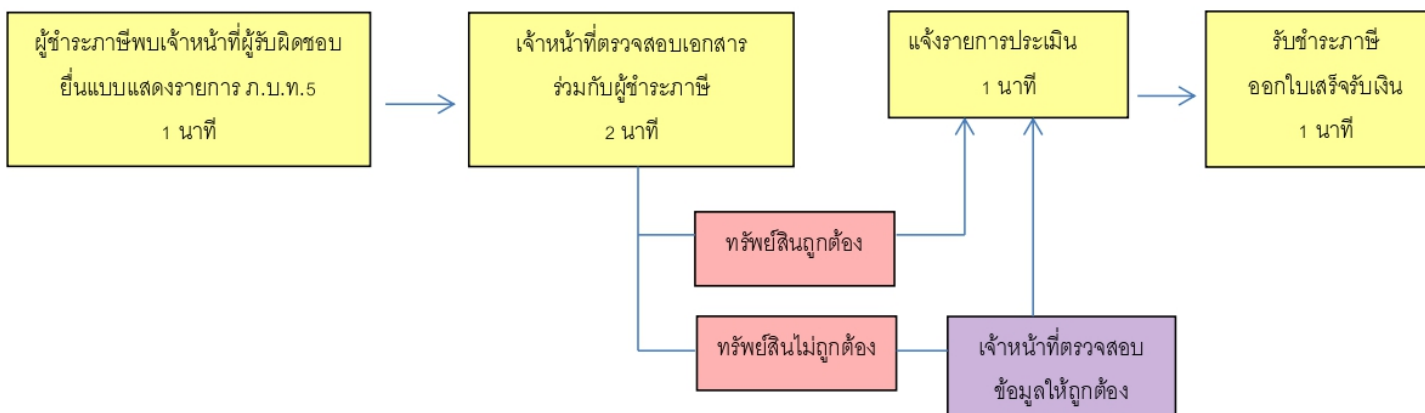 ผู้ชำระภาษีพบเจ้าหน้าที่ผู้รับผิดชอบ
ยื่นแบบแสดงรายการ ภ.บ.ท.5
1 นาที
เจ้าหน้าที่ตรวจสอบเอกสาร
ร่วมกับผู้ชำระภาษี
2 นาที
แจ้งรายการประเมิน
1 นาที
รับชำระภาษี
ออกใบเสร็จรับเงิน
1 นาที
ทรัพย์สินถูกต้อง
ทรัพย์สินไม่ถูกต้อง
เจ้าหน้าที่ตรวจสอบ
ข้อมูลให้ถูกต้อง